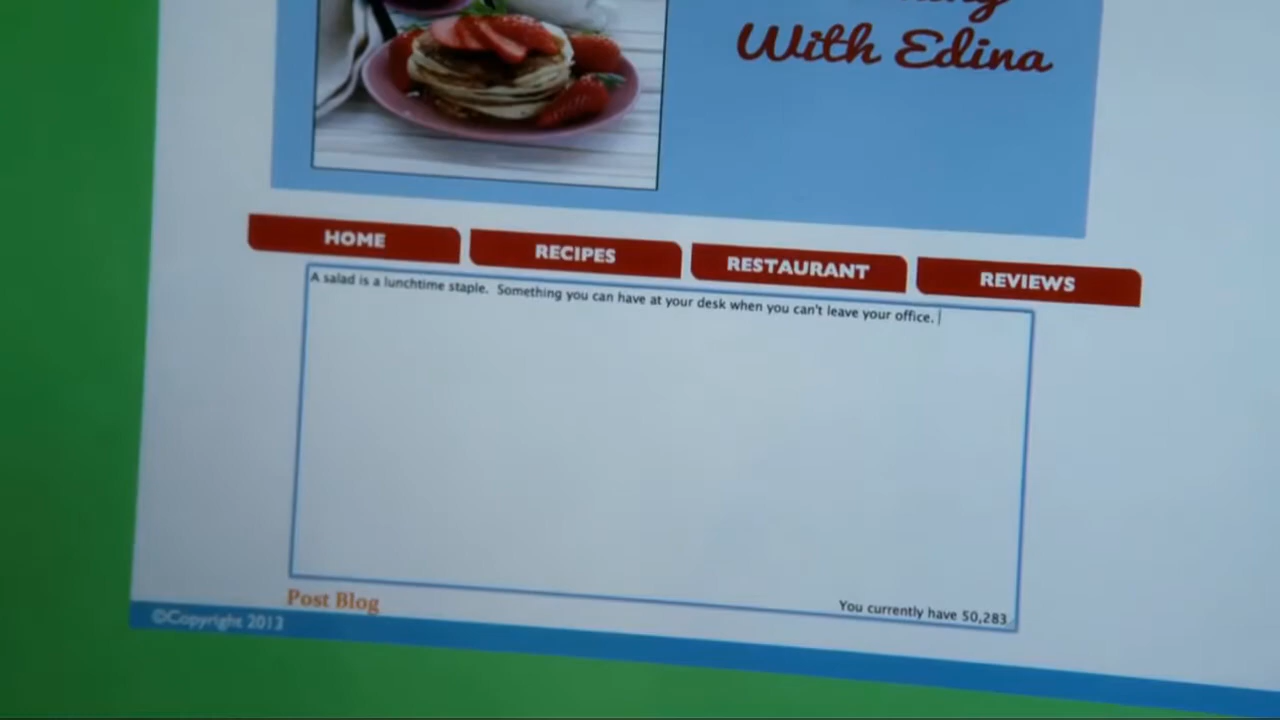 With Edina
HOME
RECIPES
RESTAURANT
REVIEWS
A salad is a lunchtime staple. Something you can have at your desk when you can't leave your office.
Post Blog
You currently have 50,283
©Copyright 2013